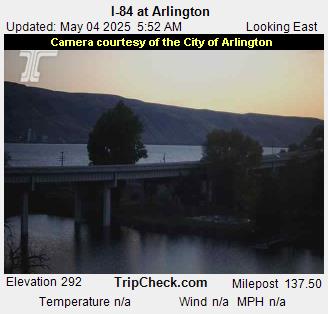 I-84 at Arlington
Updated: May 04 2025 5:52 AM Looking East
Camera courtesy of the City of Arlington
Elevation 292 TripCheck.com Milepost 137.50
Temperature n/a Wind n/a MPH n/a